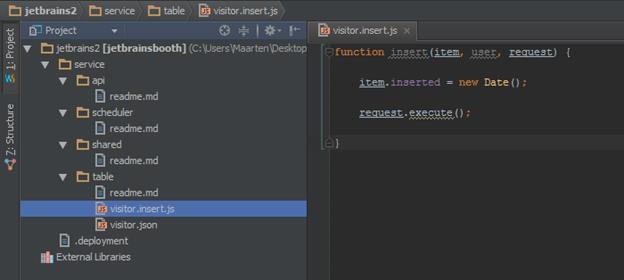 jetbrains2 service table visitor.insert.js
1: Project
Z: Structure
Project
jetbrains2 [jetbrainsbooth] (C:\Users\Maarten\Desktop
service
api
readme.md
scheduler
readme.md
shared
readme.md
table
readme.md
visitor.insert.js
visitor.json
.deployment
External Libraries
visitor.insert.js
function insert(item, user, request) {
item.inserted = new Date();
request.execute();
}